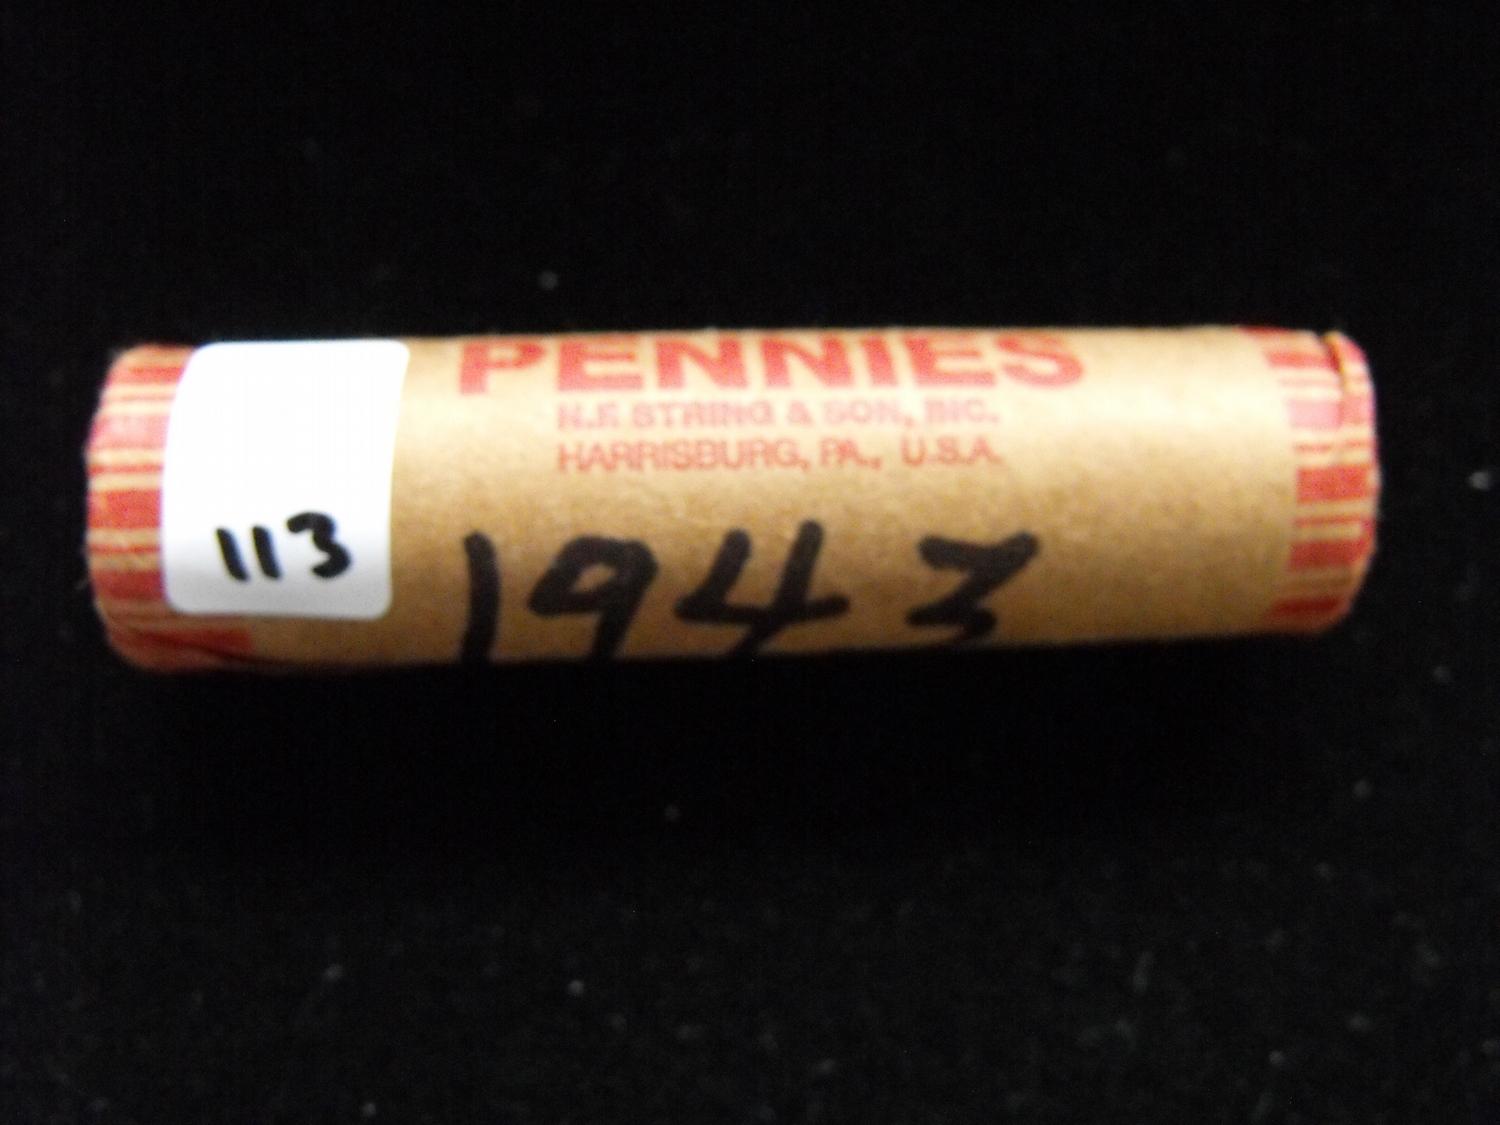 PENNIES
N.F. STRING & SON, INC.
HARRISBURG, PA., U.S.A.
113
1943